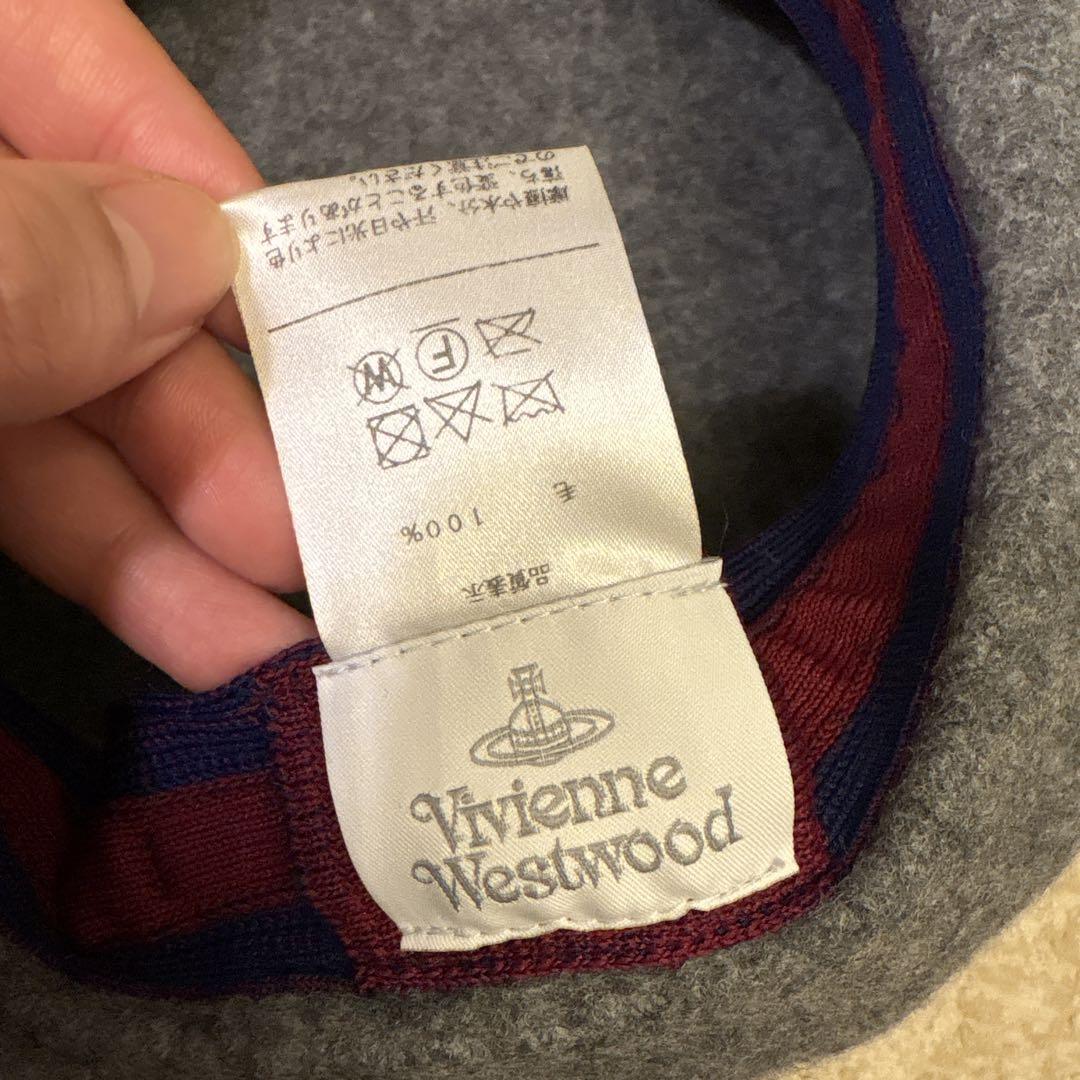 Vivienne
Westwood
品質表示
毛 100%
F W
摩擦や水分、汗や日光により色
落ち、変化することがあります
のでご注意ください。